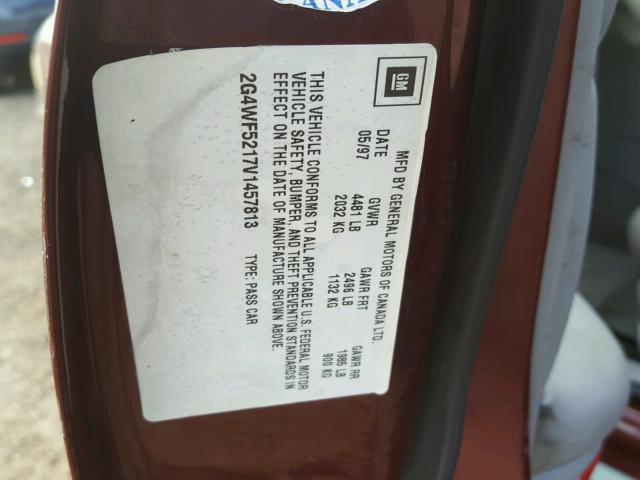 GM
MFD BY GENERAL MOTORS OF CANADA LTD.
DATE GVWR GAWR FRT GAWR RR
05/97 4481 LB 2496 LB 1985 LB
2032 KG 1132 KG 900 KG
THIS VEHICLE CONFORMS TO ALL APPLICABLE U.S. FEDERAL MOTOR
VEHICLE SAFETY, BUMPER, AND THEFT PREVENTION STANDARDS IN
EFFECT ON THE DATE OF MANUFACTURE SHOWN ABOVE.
2G4WF5217V1457813 TYPE: PASS CAR